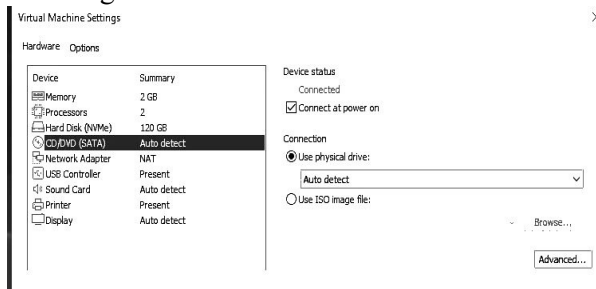 Virtual Machine Settings
Hardware Options
Device Summary
Memory 2 GB
Processors 2
Hard Disk (NVMe) 120 GB
CD/DVD (SATA) Auto detect
Network Adapter NAT
USB Controller Present
Sound Card Auto detect
Printer Present
Display Auto detect
Device status
Connected
Connect at power on
Connection
Use physical drive:
Auto detect
Use ISO image file:
Browse...
Advanced...